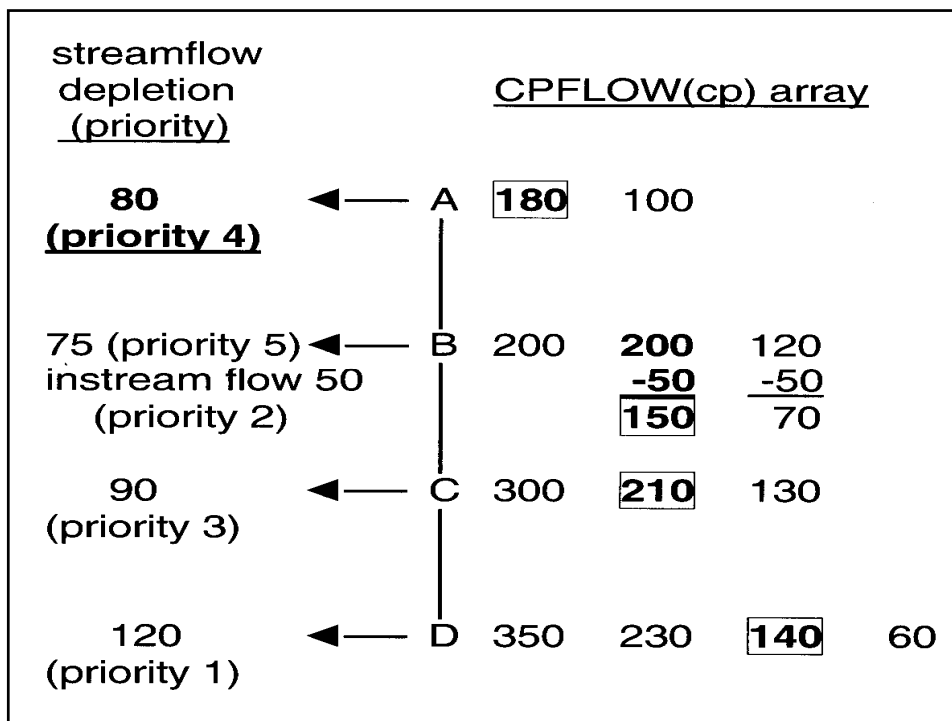 streamflow
depletion CPFLOW(cp) array
(priority)
80 A 180 100
(priority 4)
75 (priority 5) B 200 200 120
instream flow 50 -50 -50
(priority 2) 150 70
90 C 300 210 130
(priority 3)
120 D 350 230 140 60
(priority 1)